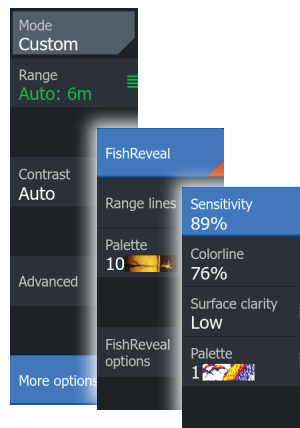 Mode
Custom
Range
Auto: 6m
Contrast
Auto
Advanced
More options
FishReveal
Range lines
Palette
10
FishReveal
options
Sensitivity
89%
Colorline
76%
Surface clarity
Low
Palette
1